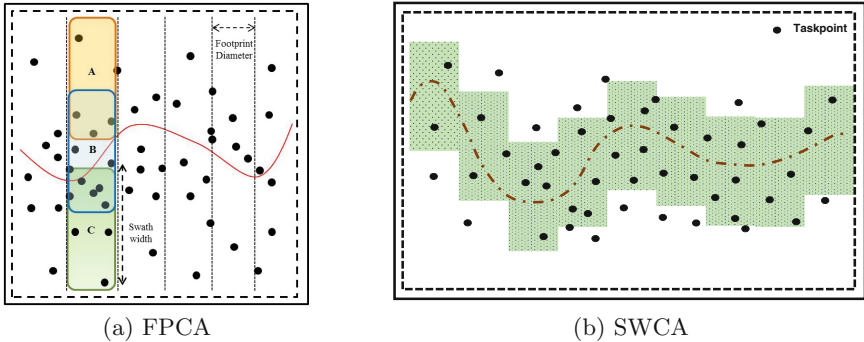 A
Footprint
Diameter
B
C
Swath
width
(a) FPCA
Taskpoint
(b) SWCA